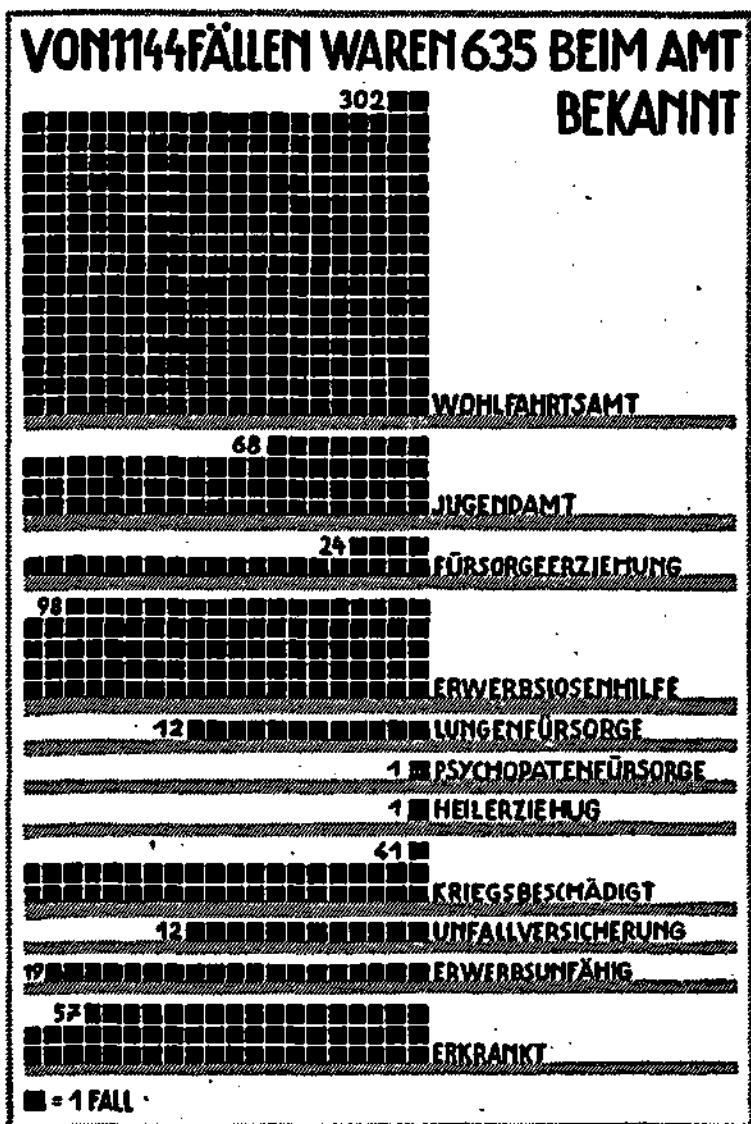 VON 1144 FÄLLEN WAREN 635 BEIM AMT
BEKANNT
302
WOHLFAHRTSAMT
68
JUGENDAMT
24
FÜRSORGEERZIEHUNG
98
ERWERBSLOSENHILFE
12 LUNGENFÜRSORGE
1 PSYCHOPATENFÜRSORGE
1 HEILERZIEHUG
41
KRIEGSBESCHÄDIGT
12 UNFALLVERSICHERUNG
19 ERWERBSUNFÄHIG
57
ERKRANKT
= 1 FALL